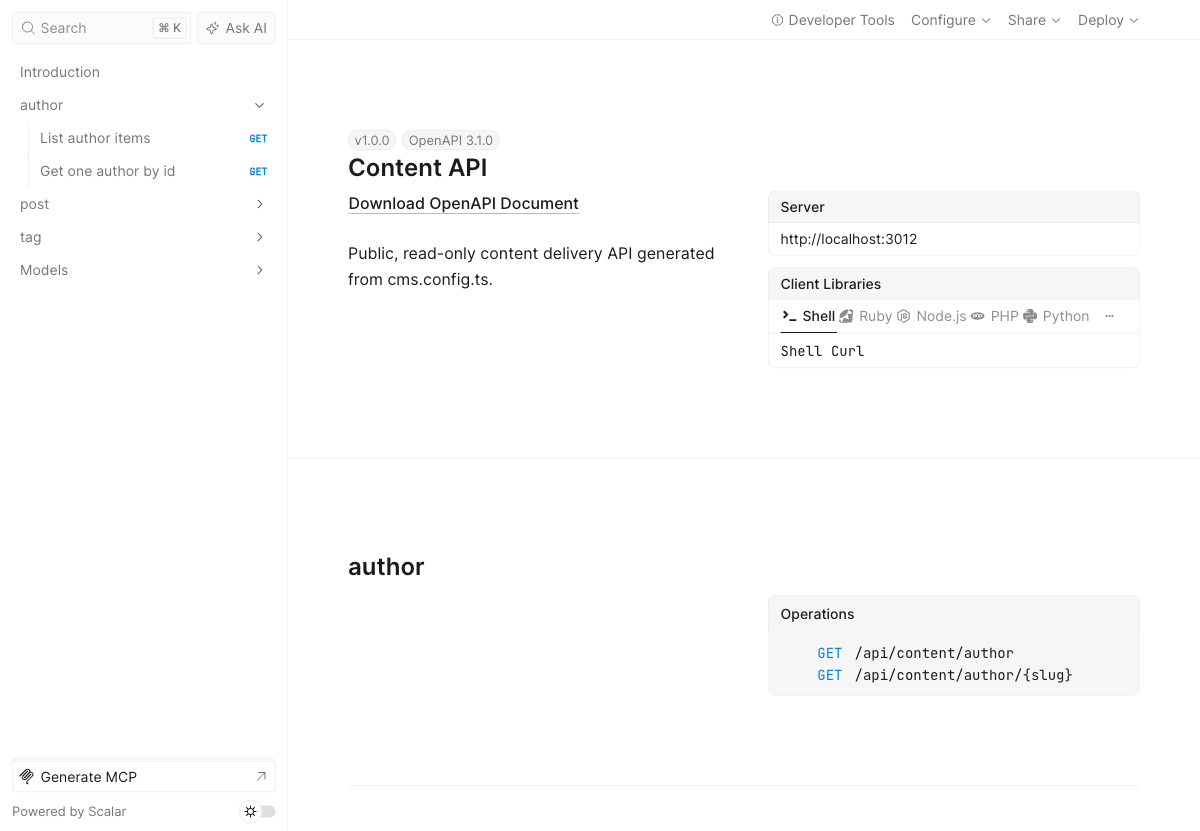 Search
⌘ K
Ask AI
Introduction
author
List author items GET
Get one author by id GET
post
tag
Models
Generate MCP
Powered by Scalar
Developer Tools Configure Share Deploy
v1.0.0 OpenAPI 3.1.0
Content API
Download OpenAPI Document
Public, read-only content delivery API generated
from cms.config.ts.
Server
http://localhost:3012
Client Libraries
Shell Ruby Node.js PHP Python
Shell Curl
author
Operations
GET /api/content/author
GET /api/content/author/{slug}